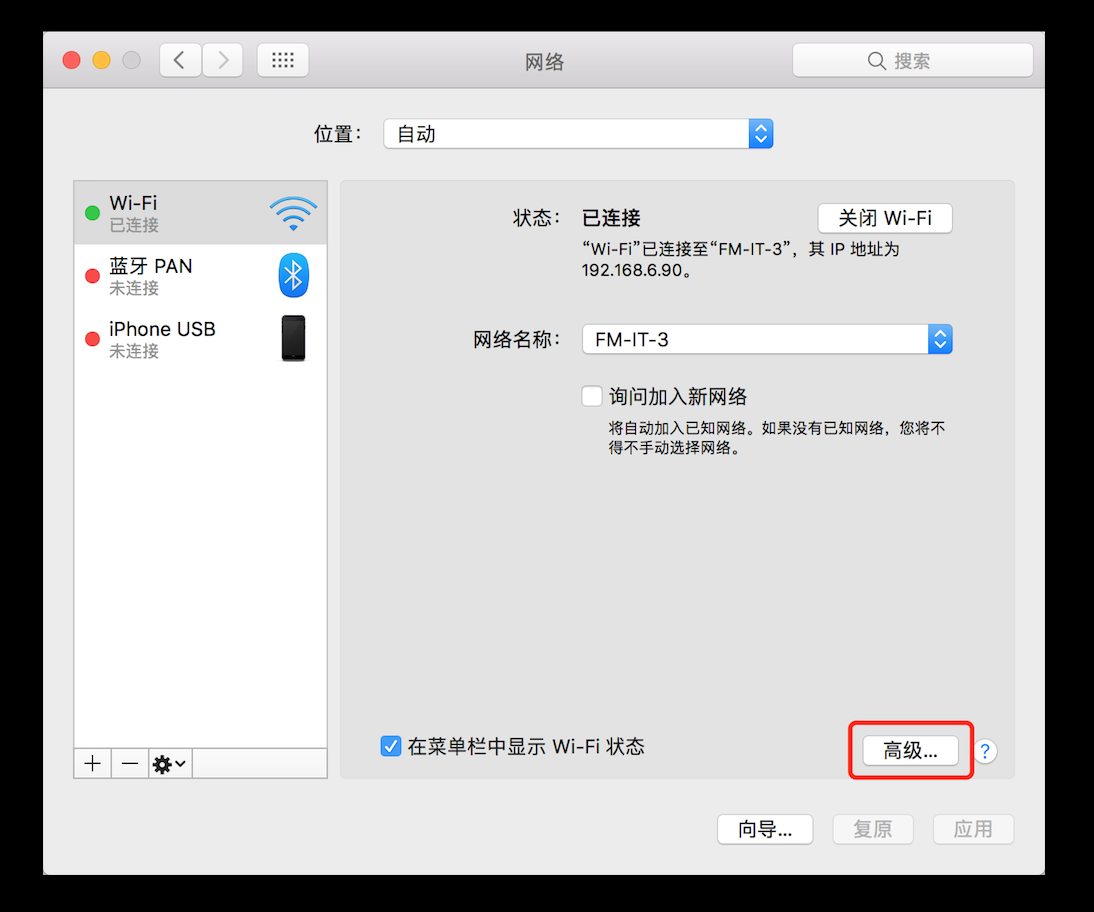 网络
搜索
位置：
自动
Wi-Fi
已连接
蓝牙 PAN
未连接
iPhone USB
未连接
状态：
已连接
关闭 Wi-Fi
“Wi-Fi”已连接至“FM-IT-3”，其 IP 地址为
192.168.6.90。
网络名称：
FM-IT-3
询问加入新网络
将自动加入已知网络。如果没有已知网络，您将不
得不手动选择网络。
在菜单栏中显示 Wi-Fi 状态
高级...
?
向导...
复原
应用